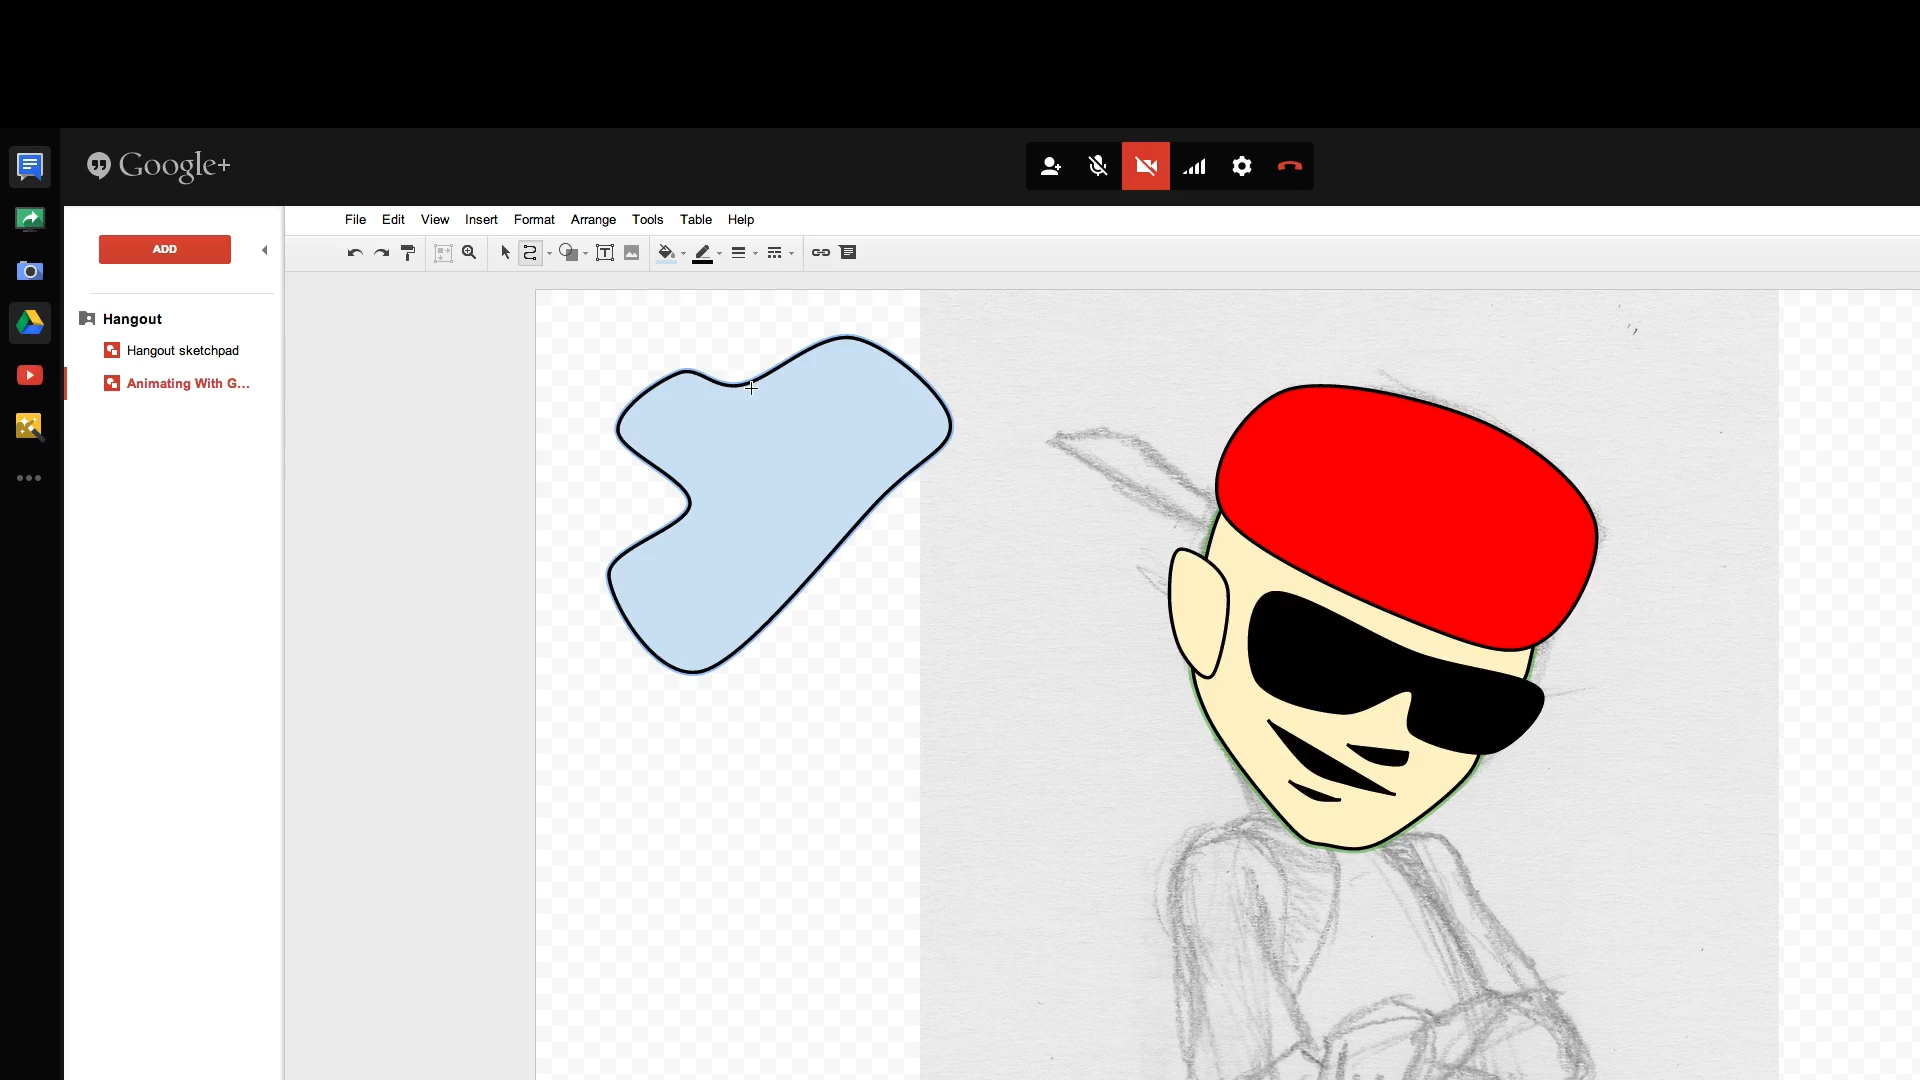 Google+
File Edit View Insert Format Arrange Tools Table Help
ADD
Hangout
Hangout sketchpad
Animating With G...